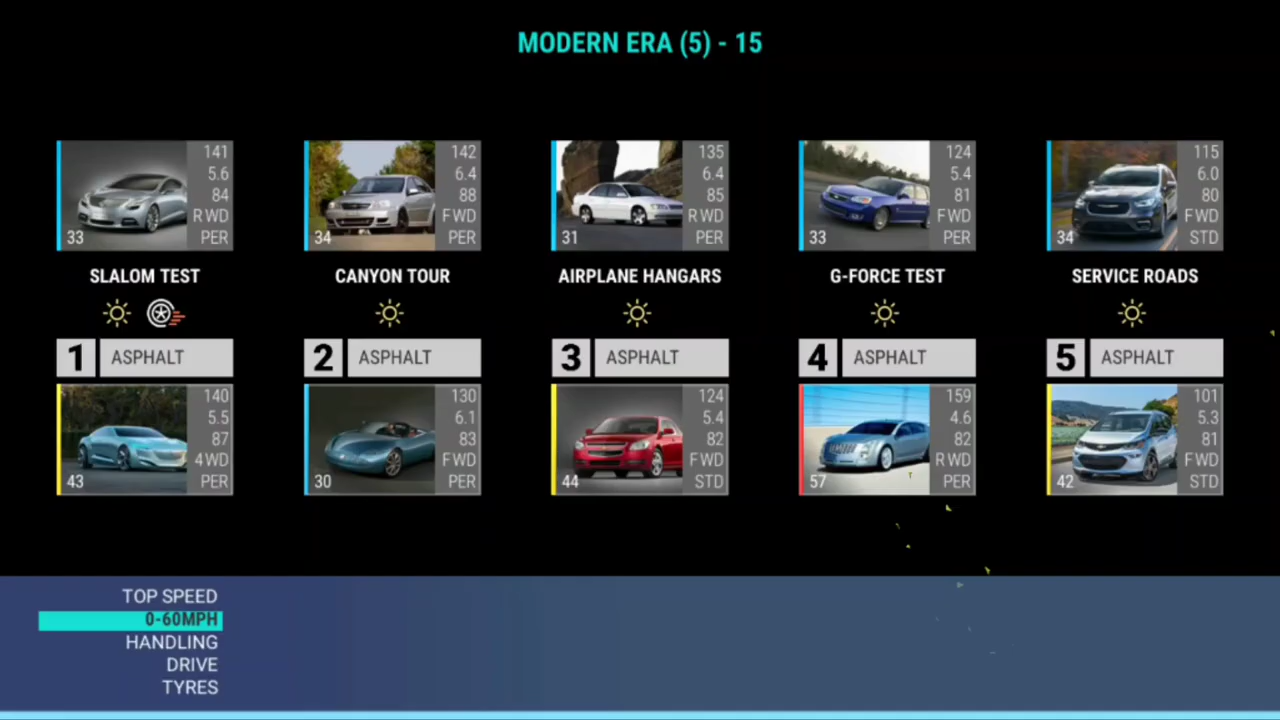 MODERN ERA (5) - 15
141
5.6
84
RWD
PER
33
142
6.4
88
FWD
PER
34
135
6.4
85
RWD
PER
31
124
5.4
81
FWD
PER
33
115
6.0
80
FWD
STD
34
SLALOM TEST
CANYON TOUR
AIRPLANE HANGARS
G-FORCE TEST
SERVICE ROADS
1 ASPHALT
2 ASPHALT
3 ASPHALT
4 ASPHALT
5 ASPHALT
140
5.5
87
4WD
PER
43
130
6.1
83
FWD
PER
30
124
5.4
82
FWD
STD
44
159
4.6
82
RWD
PER
57
101
5.3
81
FWD
STD
42
TOP SPEED
0-60MPH
HANDLING
DRIVE
TYRES